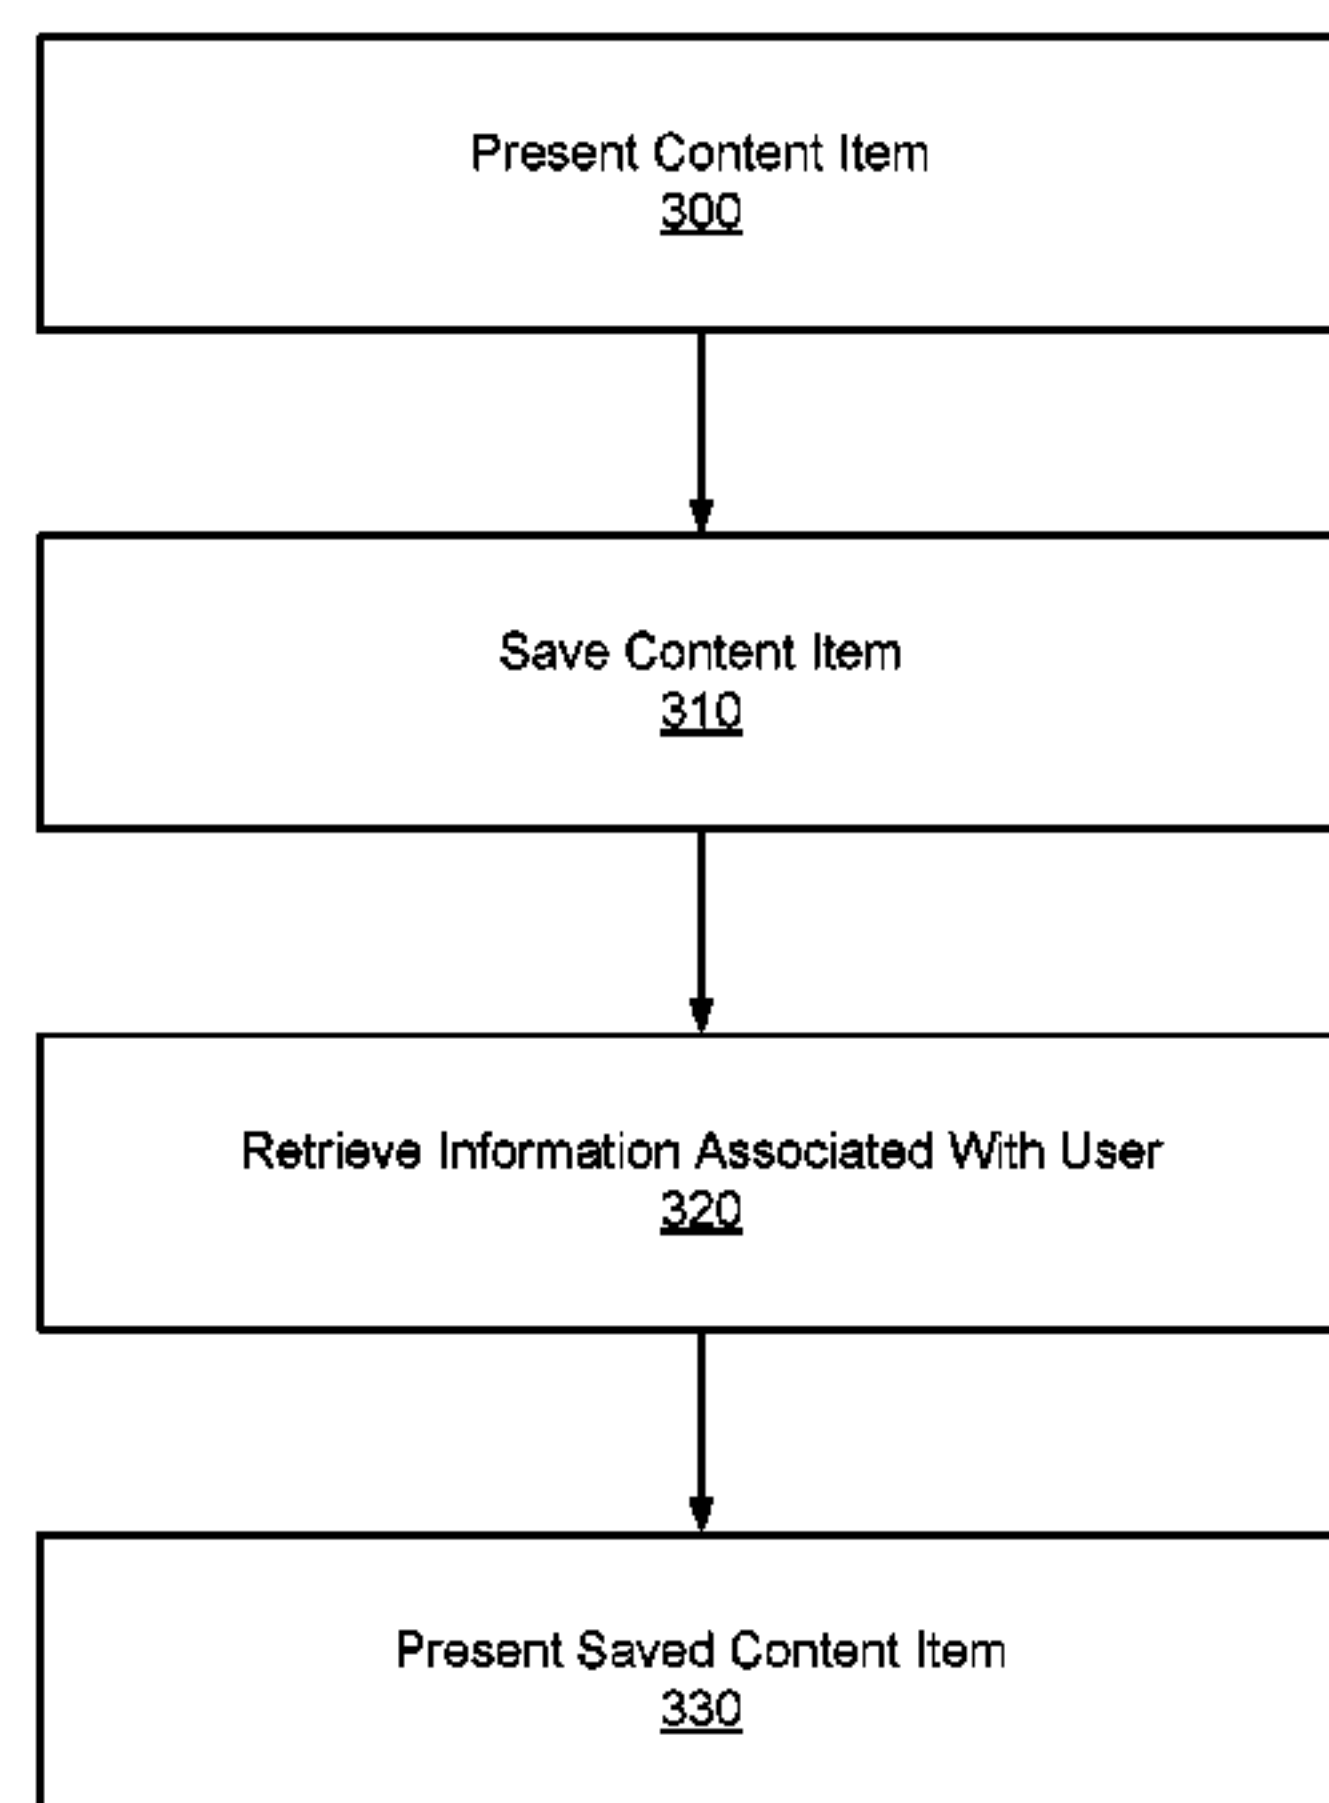 Present Content Item
300
Save Content Item
310
Retrieve Information Associated With User
320
Present Saved Content Item
330